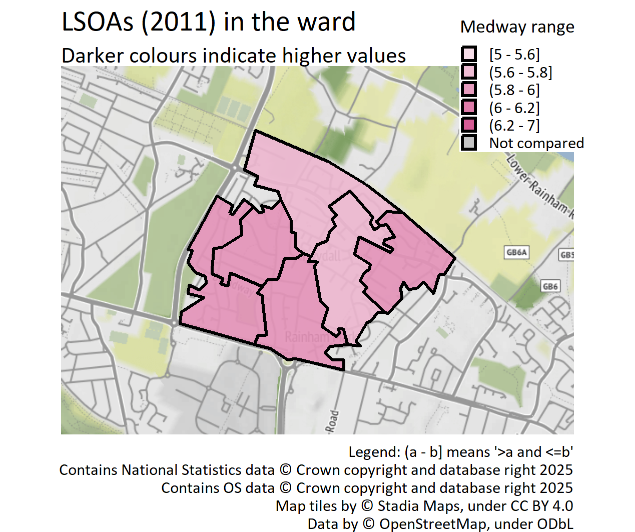 LSOAs (2011) in the ward
Darker colours indicate higher values
Medway range
[5 - 5.6]
(5.6 - 5.8]
(5.8 - 6]
(6 - 6.2]
(6.2 - 7]
Not compared
Lower-Rainham-R
GB6A
GBS
GB6
Rainham
-Road
Legend: (a - b] means '>a and <=b'
Contains National Statistics data © Crown copyright and database right 2025
Contains OS data © Crown copyright and database right 2025
Map tiles by © Stadia Maps, under CC BY 4.0
Data by © OpenStreetMap, under ODbL